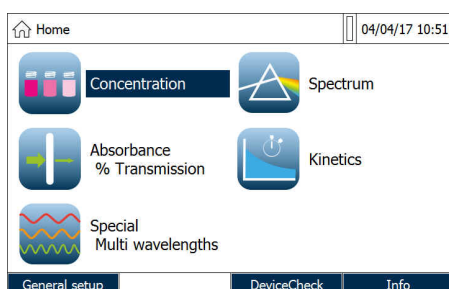 Home
04/04/17 10:51
Concentration
Spectrum
Absorbance
% Transmission
Kinetics
Special
Multi wavelengths
General setup
DeviceCheck
Info